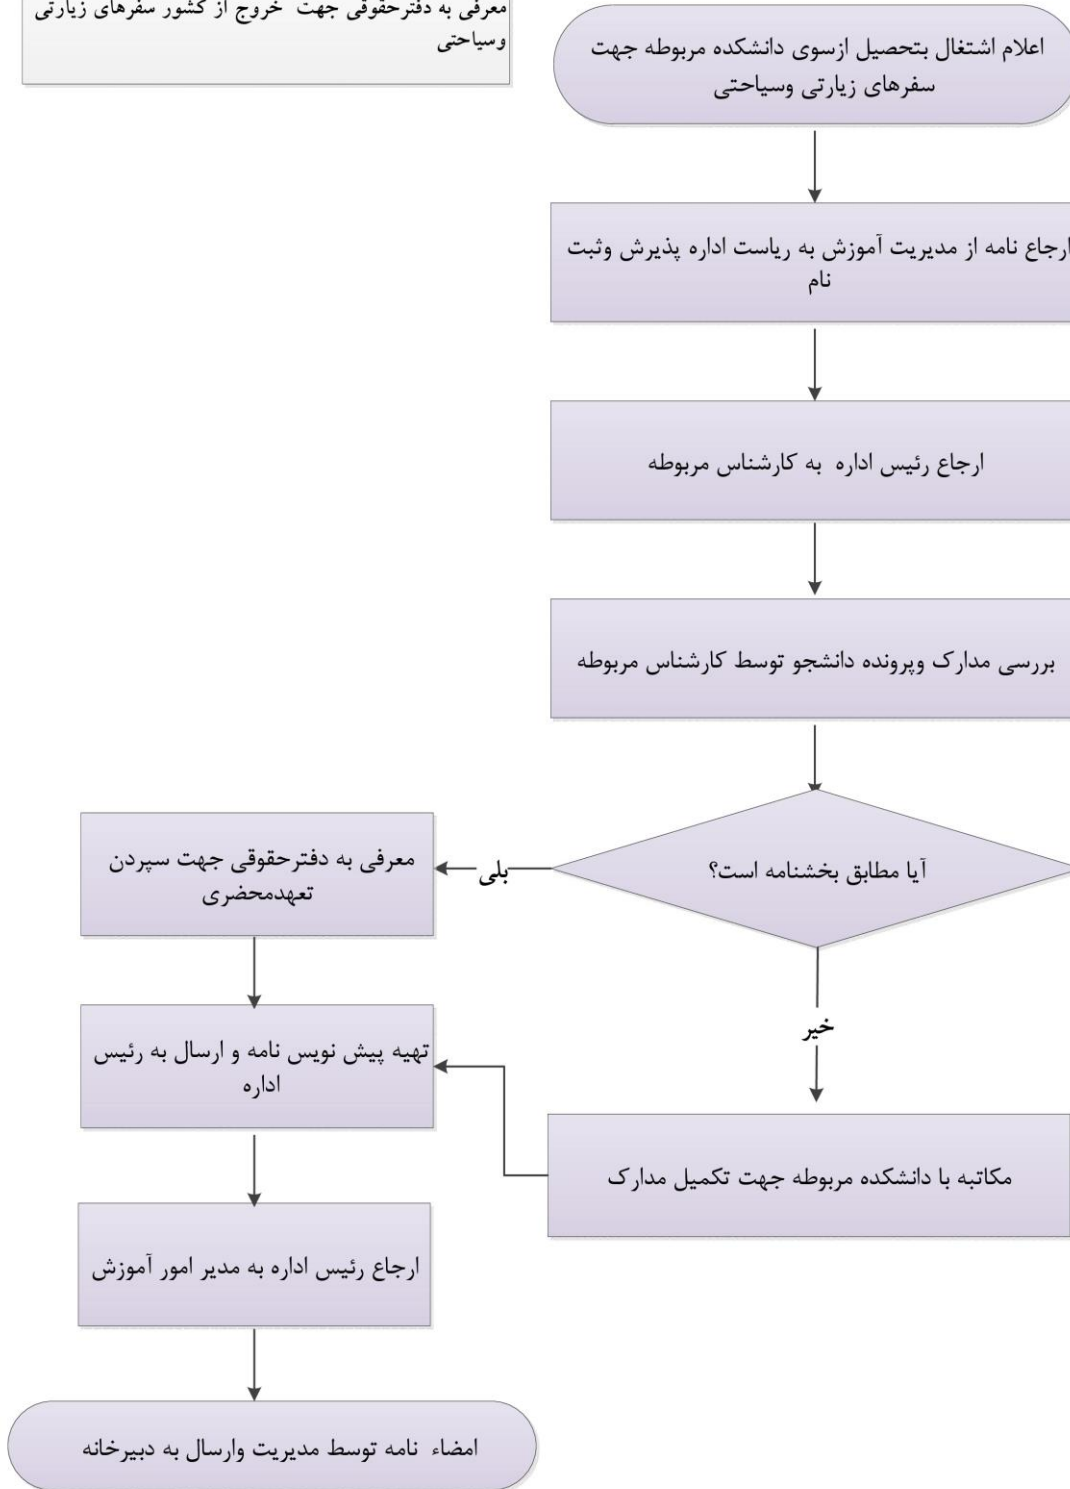 معرفی به دفترحقوقی جهت خروج از کشور سفرهای زیارتی
وسیاحتی
اعلام اشتغال بتحصیل ازسوی دانشکده مربوطه جهت
سفرهای زیارتی وسیاحتی
ارجاع نامه از مدیریت آموزش به ریاست اداره پذیرش وثبت
نام
ارجاع رئیس اداره به کارشناس مربوطه
بررسی مدارک وپرونده دانشجو توسط کارشناس مربوطه
آیا مطابق بخشنامه است؟
بلی
معرفی به دفترحقوقی جهت سپردن
تعهدمحضری
خیر
تهیه پیش نویس نامه و ارسال به رئیس
اداره
مکاتبه با دانشکده مربوطه جهت تکمیل مدارک
ارجاع رئیس اداره به مدیر امور آموزش
امضاء نامه توسط مدیریت وارسال به دبیرخانه